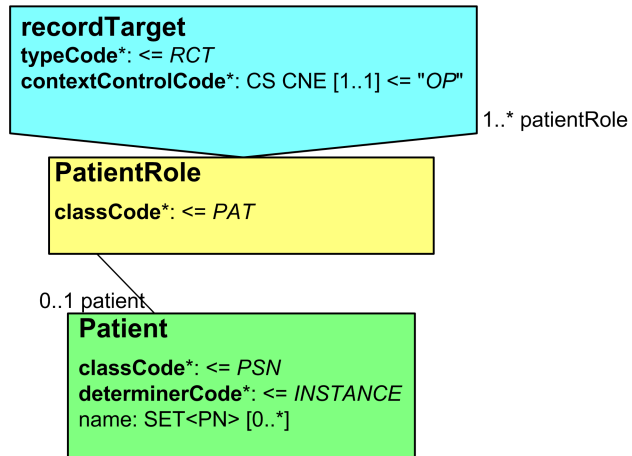 recordTarget
typeCode*: <= RCT
contextControlCode*: CS CNE [1..1] <= "OP"
1..* patientRole
PatientRole
classCode*: <= PAT
0..1 patient
Patient
classCode*: <= PSN
determinerCode*: <= INSTANCE
name: SET<PN> [0..*]